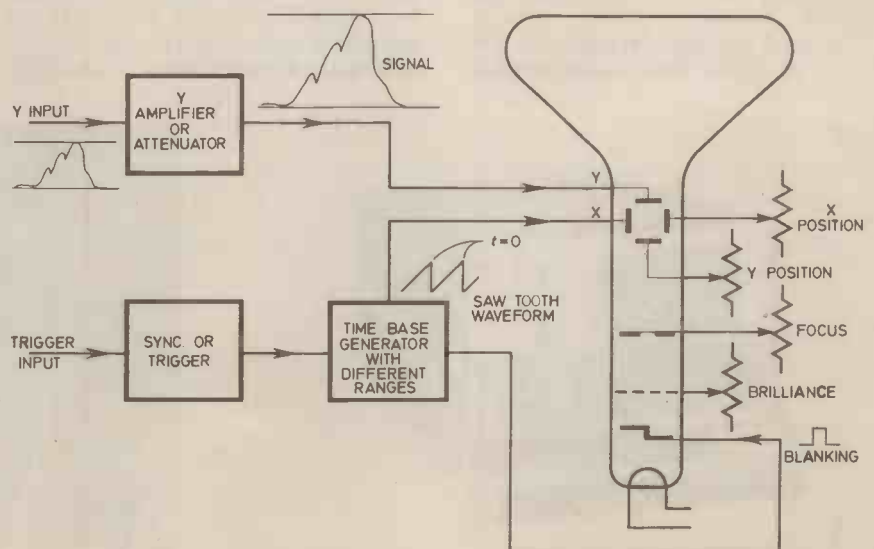 SIGNAL
Y INPUT
Y
AMPLIFIER
OR
ATTENUATOR
Y
X
X
POSITION
t=0
Y POSITION
SAW TOOTH
WAVEFORM
TRIGGER
INPUT
SYNC. OR
TRIGGER
TIME BASE
GENERATOR
WITH
DIFFERENT
RANGES
FOCUS
BRILLIANCE
BLANKING